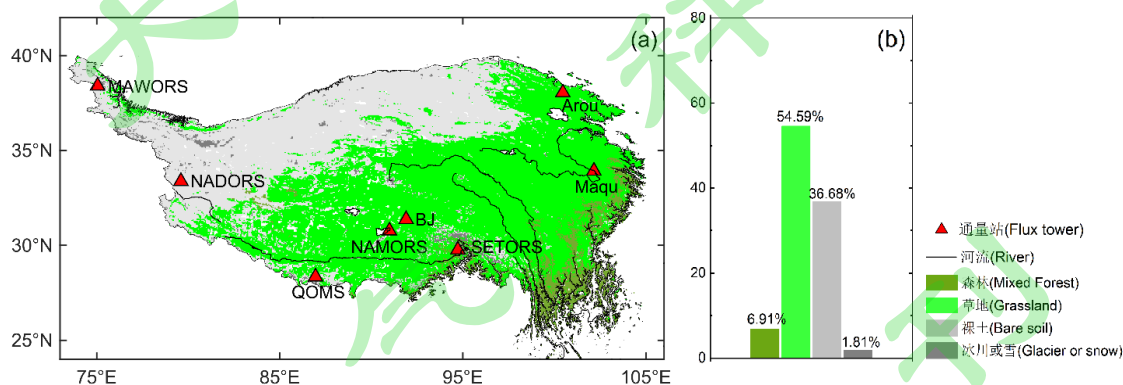 (a)
40°N
35°N
30°N
25°N
75°E
85°E
95°E
105°E
MAWORS
NADORS
QOMS
NAMORS
BJ
SETORS
Arou
Maqu
(b)
80
60
40
20
0
6.91%
54.59%
36.68%
1.81%
通量站(Flux tower)
河流(River)
森林(Mixed Forest)
草地(Grassland)
裸土(Bare soil)
冰川或雪(Glacier or snow)